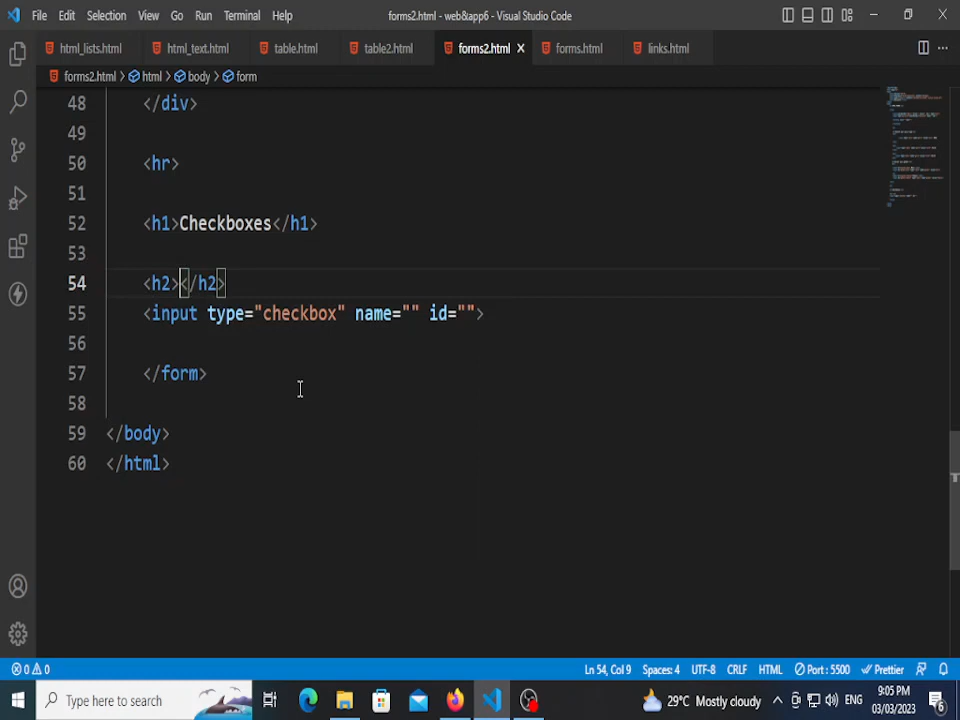 File Edit Selection View Go Run Terminal Help forms2.html - web&app6 - Visual Studio Code
html_lists.html html_text.html table.html table2.html forms2.html forms.html links.html
forms2.html > html > body > form
48 </div>
49
50 <hr>
51
52 <h1>Checkboxes</h1>
53
54 <h2></h2>
55 <input type="checkbox" name="" id="">
56
57 </form>
58
59 </body>
60 </html>
0 0 Ln 54, Col 9 Spaces: 4 UTF-8 CRLF HTML Port : 5500 Prettier
Type here to search 29°C Mostly cloudy ENG 9:05 PM
03/03/2023 6